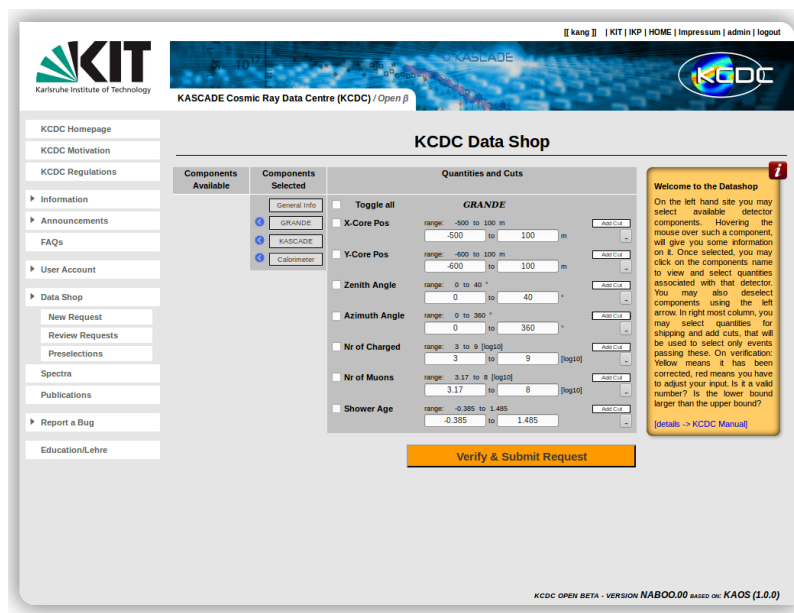 [[ kang ]] | KIT | IKP | HOME | Impressum | admin | logout
KIT
Karlsruhe Institute of Technology
KASCADE
KCDC
KASCADE Cosmic Ray Data Centre (KCDC) / Open β
KCDC Homepage
KCDC Motivation
KCDC Regulations
Information
Announcements
FAQs
User Account
Data Shop
New Request
Review Requests
Preselections
Spectra
Publications
Report a Bug
Education/Lehre
KCDC Data Shop
Components Available
Components Selected
Quantities and Cuts
General Info
GRANDE
KASCADE
Calorimeter
Toggle all GRANDE
X-Core Pos range: -500 to 100 m Add Cut
-500 to 100 m -
Y-Core Pos range: -600 to 100 m Add Cut
-600 to 100 m -
Zenith Angle range: 0 to 40 ° Add Cut
0 to 40 ° -
Azimuth Angle range: 0 to 360 ° Add Cut
0 to 360 ° -
Nr of Charged range: 3 to 9 [log10] Add Cut
3 to 9 [log10] -
Nr of Muons range: 3.17 to 8 [log10] Add Cut
3.17 to 8 [log10] -
Shower Age range: -0.385 to 1.485 Add Cut
-0.385 to 1.485 -
Verify & Submit Request
i
Welcome to the Datashop
On the left hand site you may
select available detector
components. Hovering the
mouse over such a component,
will give you some information
on it. Once selected, you may
click on the components name
to view and select quantities
associated with that detector.
You may also deselect
components using the left
arrow. In right most column, you
may select quantities for
shipping and add cuts, that will
be used to select only events
passing these. On verification:
Yellow means it has been
corrected, red means you have
to adjust your input. Is it a valid
number? Is the lower bound
larger than the upper bound?
[details -> KCDC Manual]
KCDC OPEN BETA - VERSION NABOO.00 BASED ON: KAOS (1.0.0)